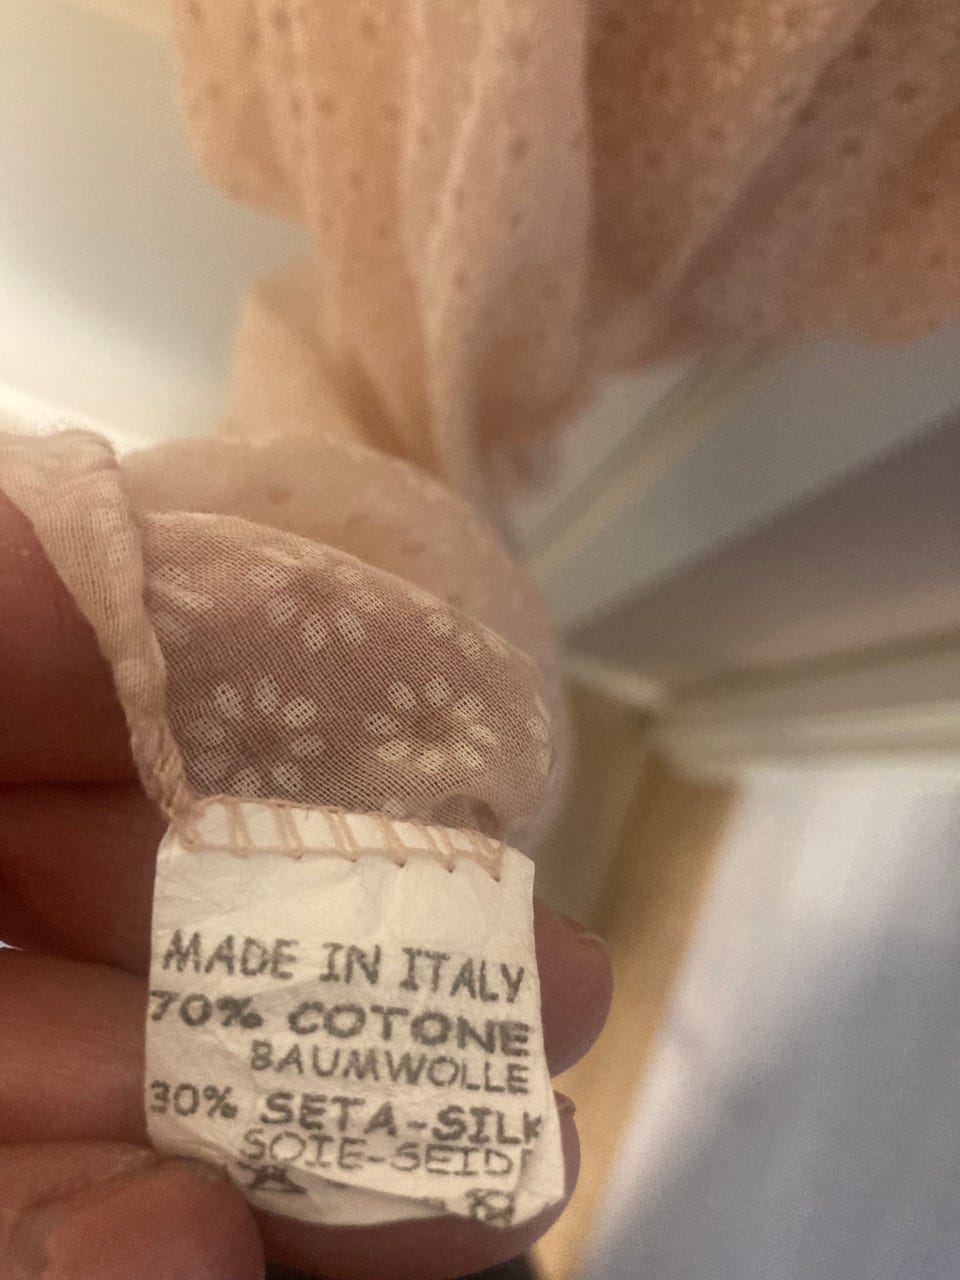 MADE IN ITALY
70% COTONE
BAUMWOLLE
30% SETA-SILK
SOIE-SEIDE